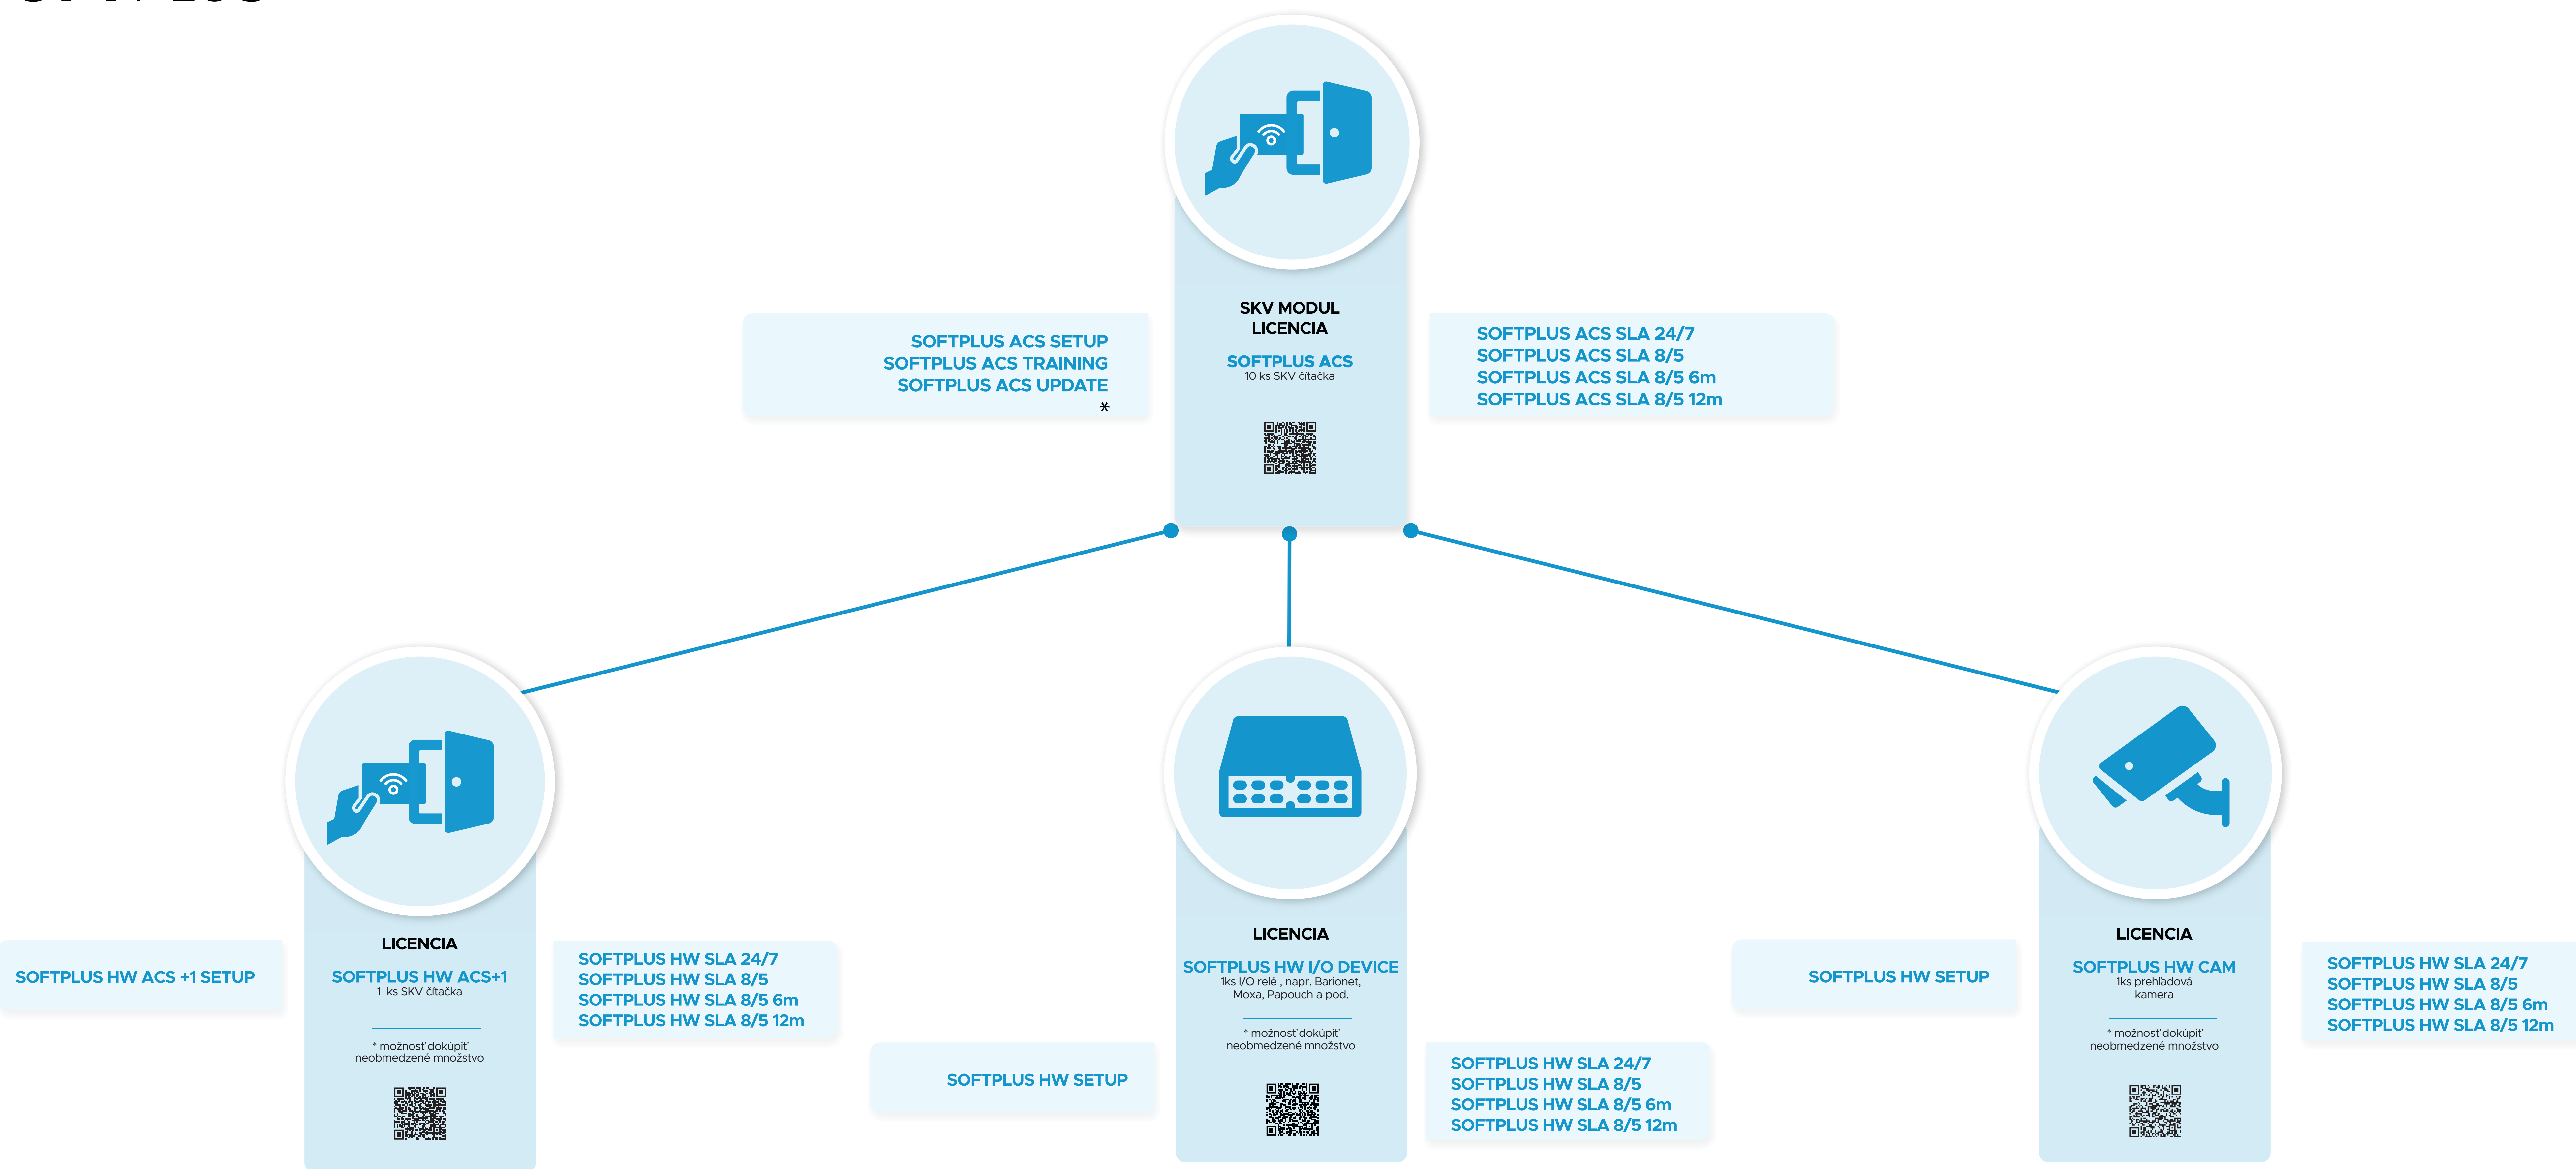 SKV MODUL
LICENCIA
SOFTPLUS ACS
10 ks SKV čítačka
SOFTPLUS ACS SETUP
SOFTPLUS ACS TRAINING
SOFTPLUS ACS UPDATE
*
SOFTPLUS ACS SLA 24/7
SOFTPLUS ACS SLA 8/5
SOFTPLUS ACS SLA 8/5 6m
SOFTPLUS ACS SLA 8/5 12m
SOFTPLUS HW ACS +1 SETUP
LICENCIA
SOFTPLUS HW ACS+1
1 ks SKV čítačka
* možnosť dokúpiť
neobmedzené množstvo
SOFTPLUS HW SLA 24/7
SOFTPLUS HW SLA 8/5
SOFTPLUS HW SLA 8/5 6m
SOFTPLUS HW SLA 8/5 12m
SOFTPLUS HW SETUP
LICENCIA
SOFTPLUS HW I/O DEVICE
1ks I/O relé , napr. Barionet,
Moxa, Papouch a pod.
* možnosť dokúpiť
neobmedzené množstvo
SOFTPLUS HW SLA 24/7
SOFTPLUS HW SLA 8/5
SOFTPLUS HW SLA 8/5 6m
SOFTPLUS HW SLA 8/5 12m
SOFTPLUS HW SETUP
LICENCIA
SOFTPLUS HW CAM
1ks prehľadová
kamera
* možnosť dokúpiť
neobmedzené množstvo
SOFTPLUS HW SLA 24/7
SOFTPLUS HW SLA 8/5
SOFTPLUS HW SLA 8/5 6m
SOFTPLUS HW SLA 8/5 12m